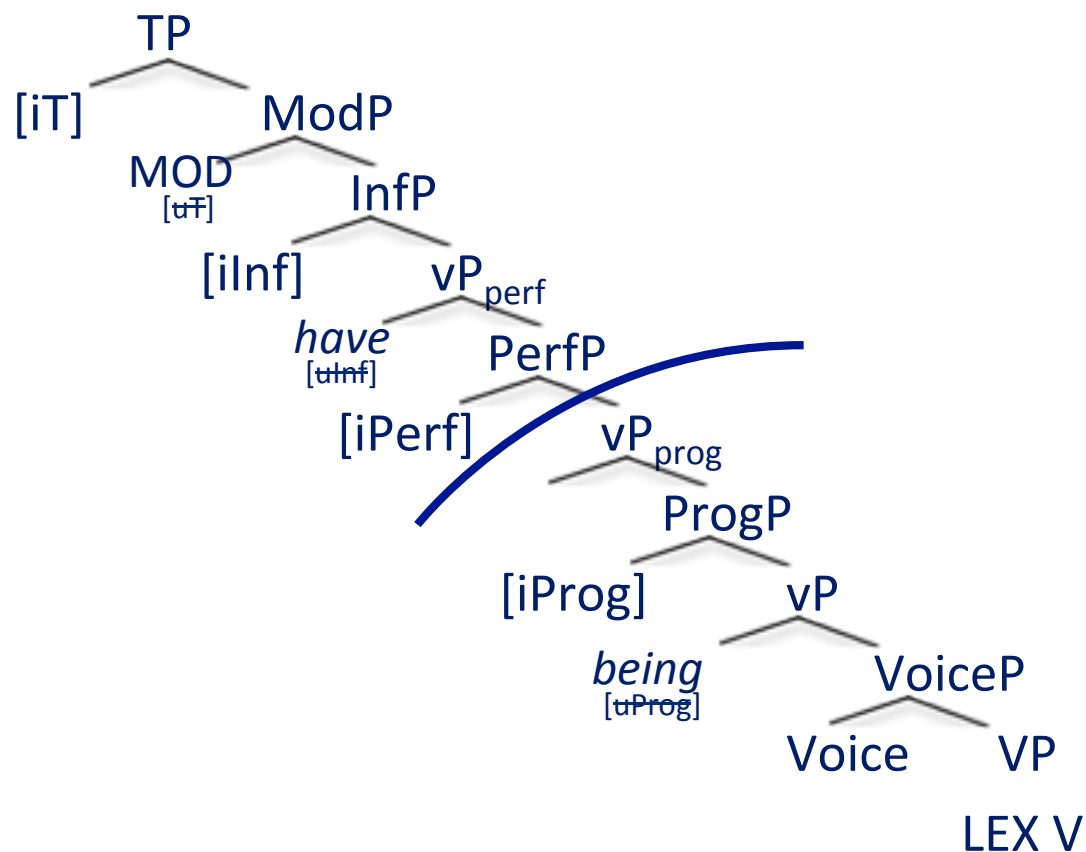 TP
[iT]
ModP
MOD
[uT]
InfP
[iInf]
vPperf
have
[uInf]
PerfP
[iPerf]
vPprog
ProgP
[iProg]
vP
being
[uProg]
VoiceP
Voice VP
LEX V